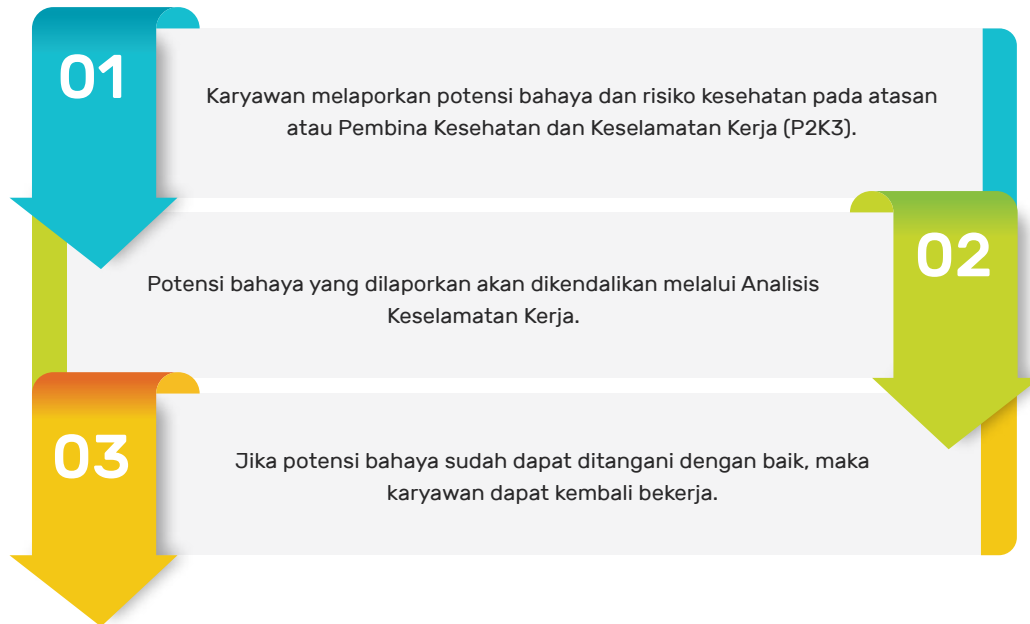 01
Karyawan melaporkan potensi bahaya dan risiko kesehatan pada atasan
atau Pembina Kesehatan dan Keselamatan Kerja (P2K3).
02
Potensi bahaya yang dilaporkan akan dikendalikan melalui Analisis
Keselamatan Kerja.
03
Jika potensi bahaya sudah dapat ditangani dengan baik, maka
karyawan dapat kembali bekerja.